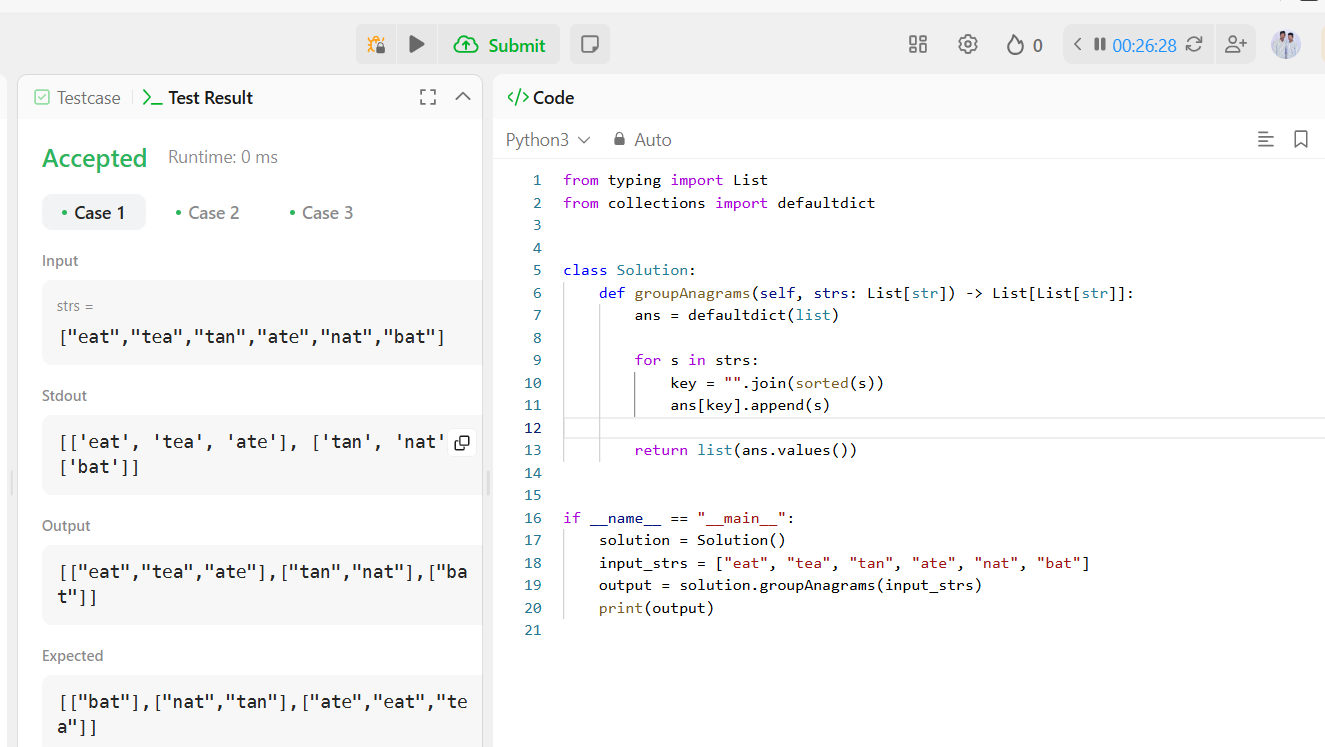 Submit
0
00:26:28
Testcase
Test Result
Accepted Runtime: 0 ms
Case 1 Case 2 Case 3
Input
strs =
["eat","tea","tan","ate","nat","bat"]
Stdout
[['eat', 'tea', 'ate'], ['tan', 'nat'
['bat']]
Output
[["eat","tea","ate"],["tan","nat"],["ba
t"]]
Expected
[["bat"],["nat","tan"],["ate","eat","te
a"]]
</> Code
Python3 Auto
1 from typing import List
2 from collections import defaultdict
3
4
5 class Solution:
6 def groupAnagrams(self, strs: List[str]) -> List[List[str]]:
7 ans = defaultdict(list)
8
9 for s in strs:
10 key = "".join(sorted(s))
11 ans[key].append(s)
12
13 return list(ans.values())
14
15
16 if __name__ == "__main__":
17 solution = Solution()
18 input_strs = ["eat", "tea", "tan", "ate", "nat", "bat"]
19 output = solution.groupAnagrams(input_strs)
20 print(output)
21